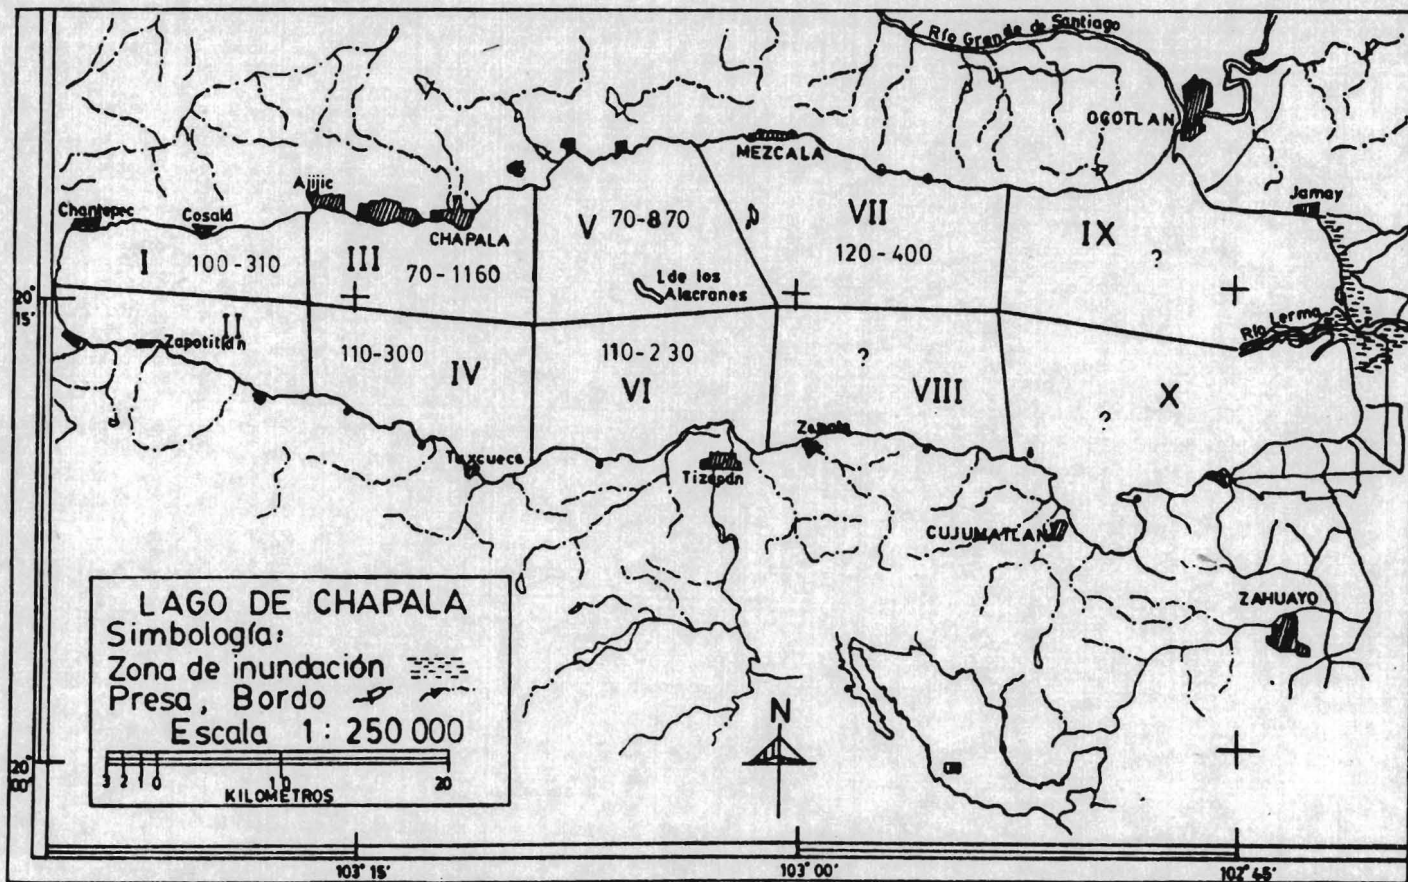 Río Grande de Santiago
OCOTLAN
MEZCALA
Jamay
Ajijic
Chantepec
Cosalá
CHAPALA
I 100-310
III 70-1160
V 70-870
VII
120-400
IX
?
I. de los
Alacranes
20°
15'
Río Lerma
II
Zapotitlán
110-300
IV
110-230
VI
?
VIII
X
?
Tuxcueca
Tizapán
Zapata
CUJUMATLAN
ZAHUAYO
LAGO DE CHAPALA
Simbología:
Zona de inundación
Presa, Bordo
Escala 1:250 000
3 2 1 0 10 20
KILOMETROS
N
20°
00'
103° 15'
103° 00'
102° 45'